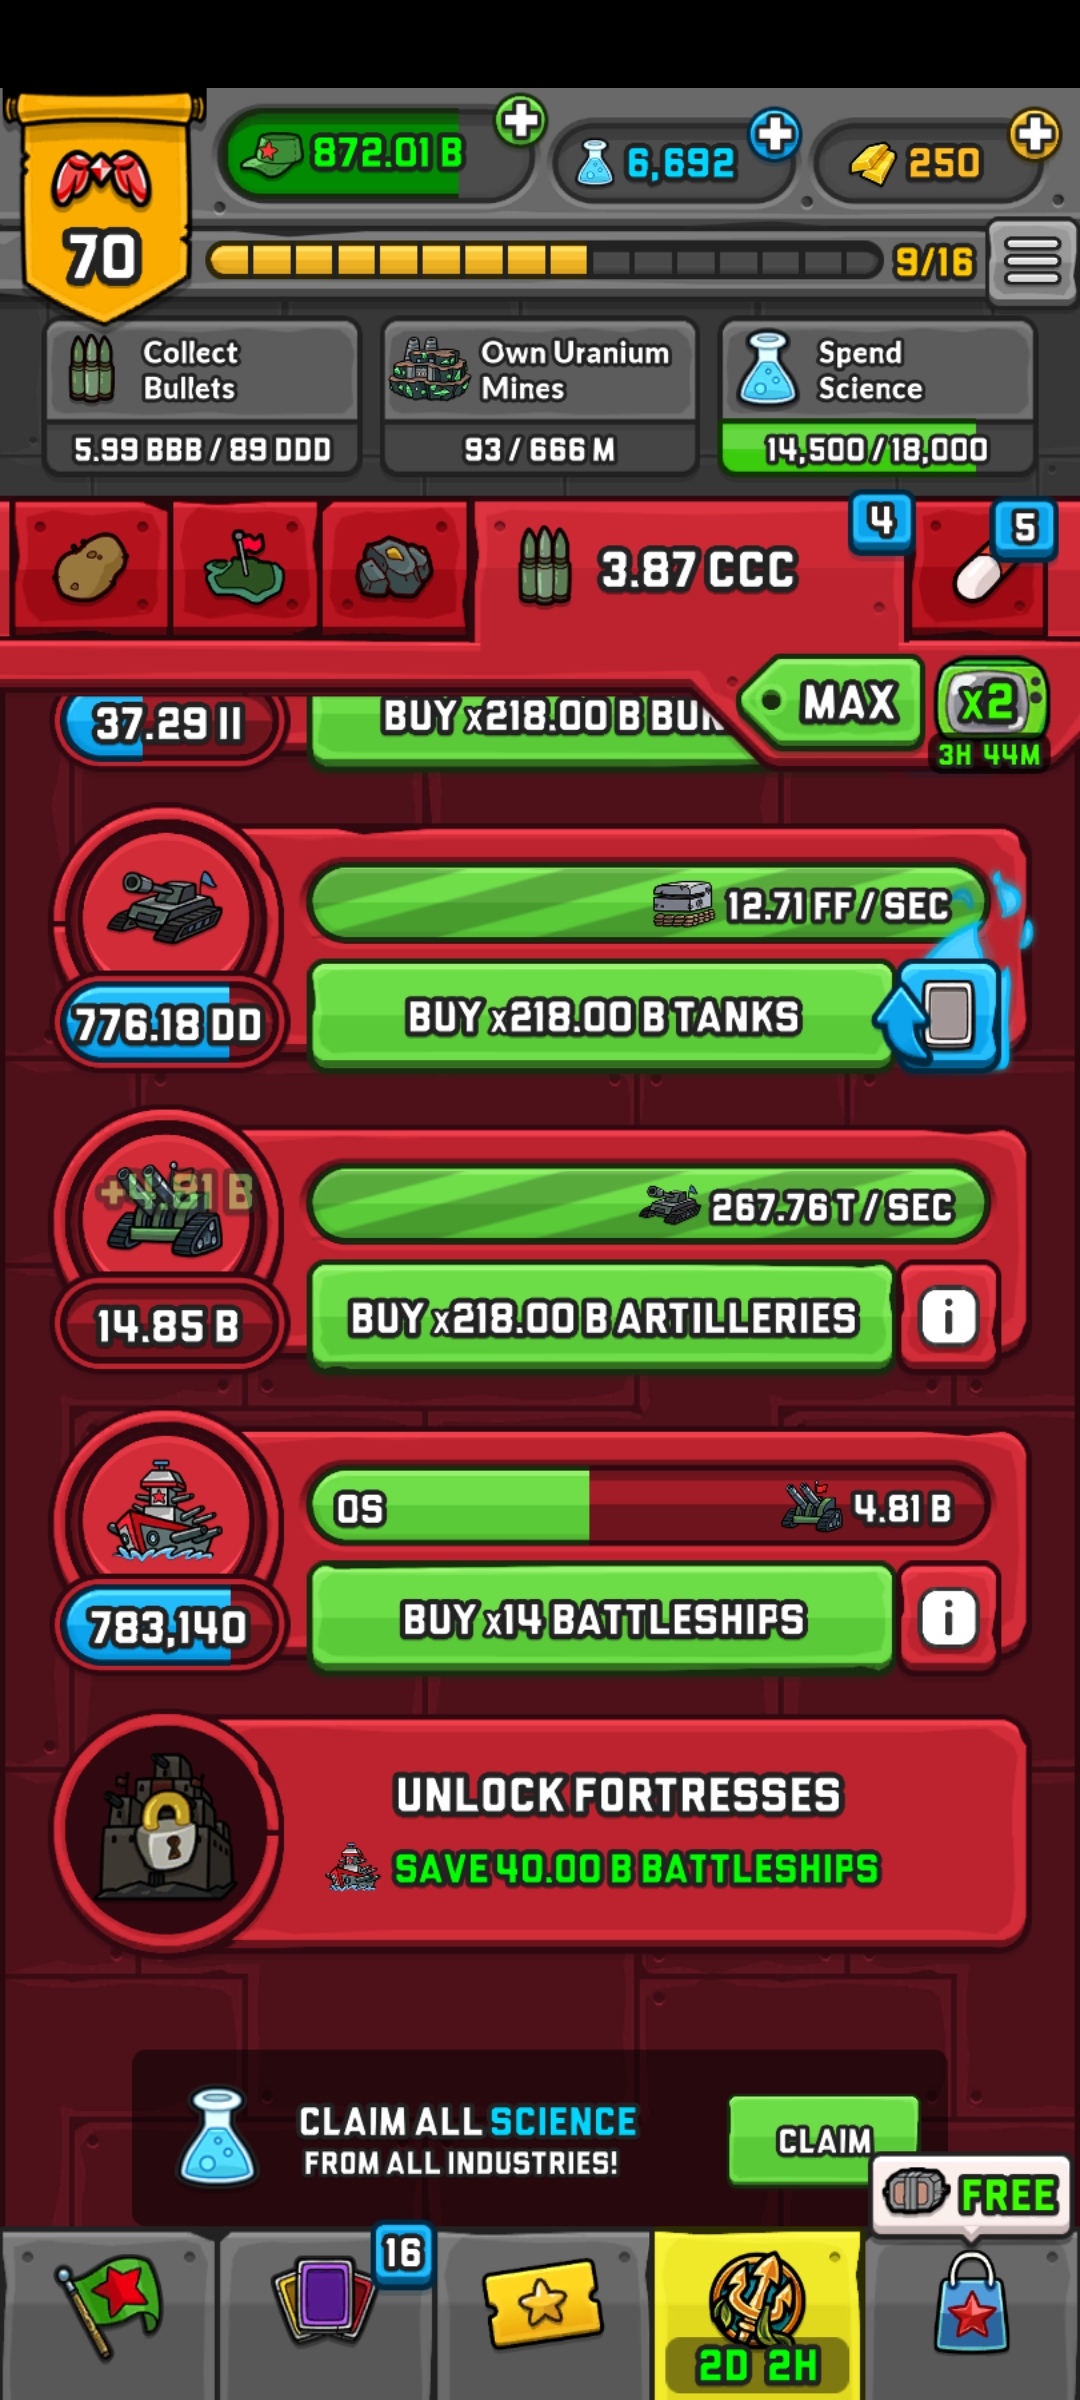 70
872.01 B
6,692
250
9/16
Collect
Bullets
5.99 BBB / 89 DDD
Own Uranium
Mines
93 / 666 M
Spend
Science
14,500/18,000
3.87 CCC
4
5
MAX
x2
3H 44M
37.29 II
BUY x218.00 B BUN
12.71 FF / SEC
776.18 DD
BUY x218.00 B TANKS
+4.81 B
267.76 T / SEC
14.85 B
BUY x218.00 B ARTILLERIES
i
0S
4.81 B
783,140
BUY x14 BATTLESHIPS
i
UNLOCK FORTRESSES
SAVE 40.00 B BATTLESHIPS
CLAIM ALL SCIENCE
FROM ALL INDUSTRIES!
CLAIM
FREE
16
2D 2H